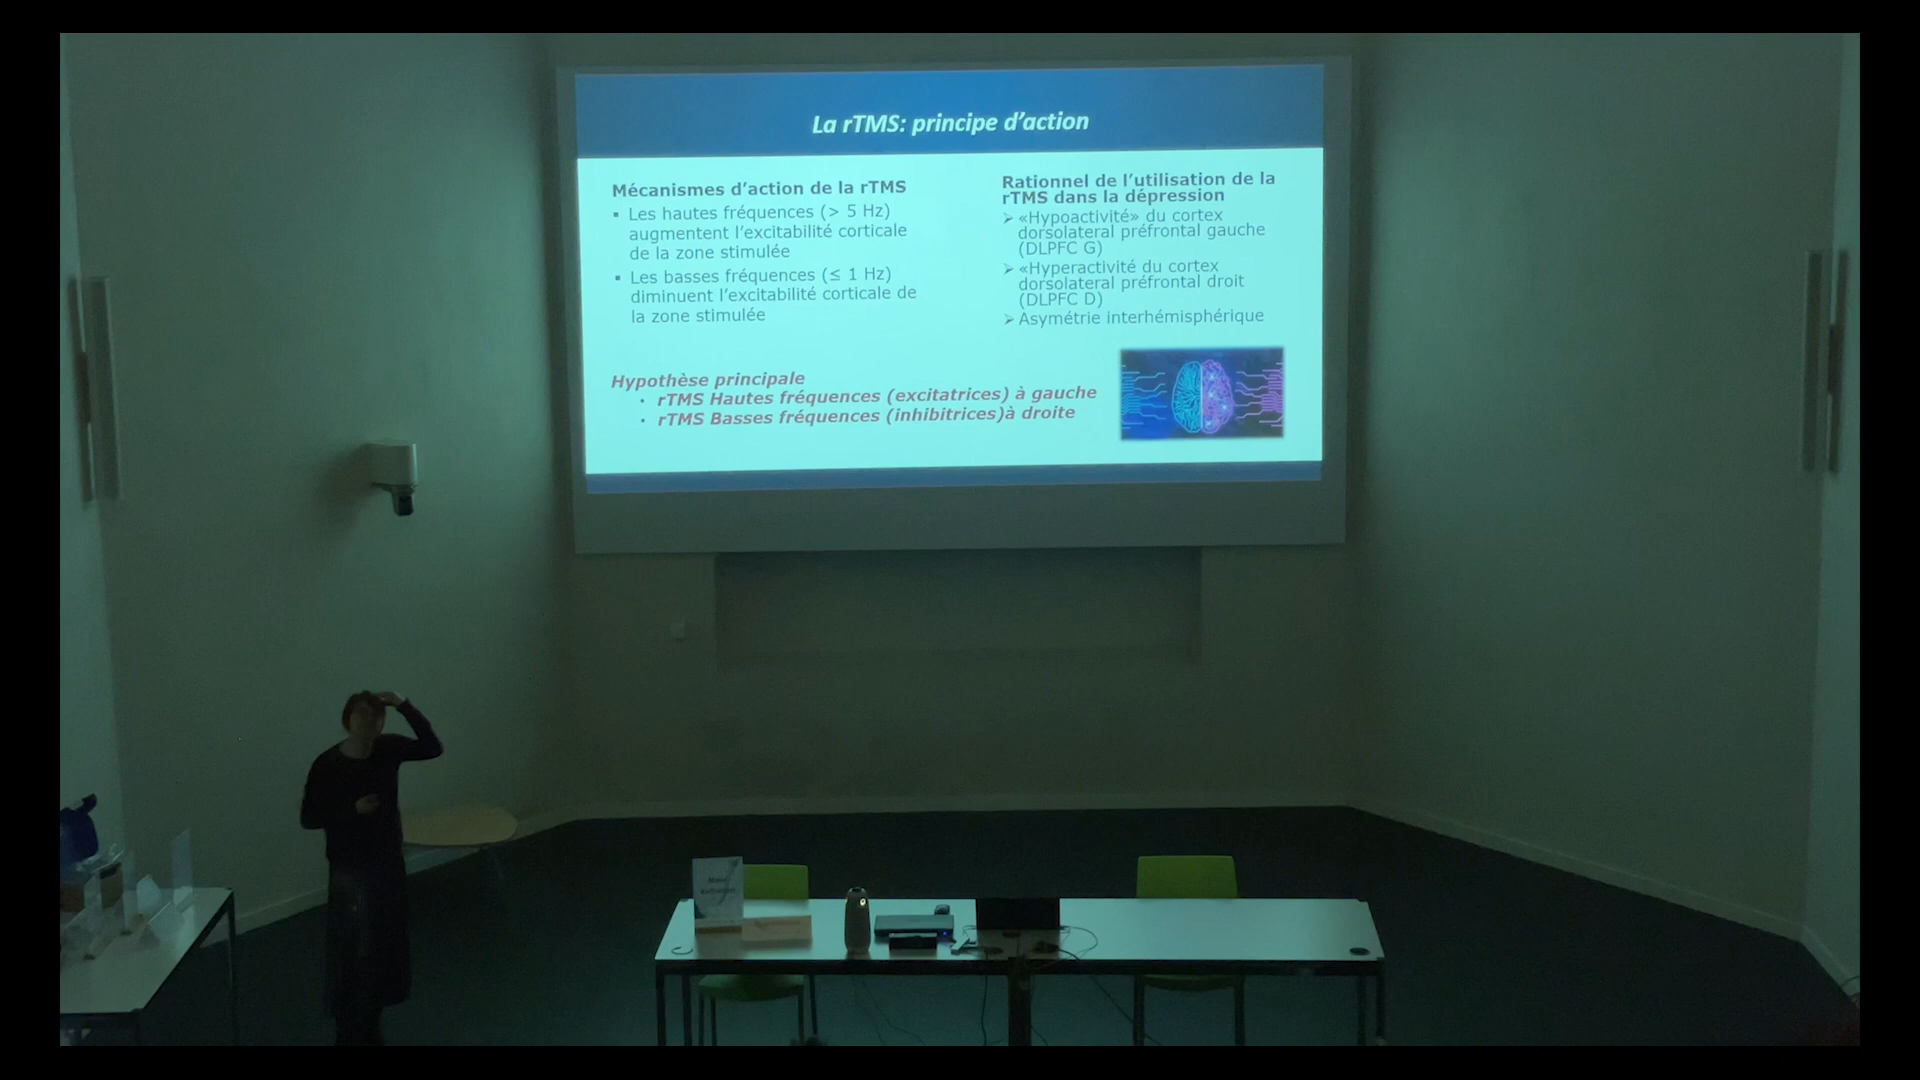 La rTMS: principe d’action
Mécanismes d’action de la rTMS
▪ Les hautes fréquences (> 5 Hz)
augmentent l’excitabilité corticale
de la zone stimulée
▪ Les basses fréquences (≤ 1 Hz)
diminuent l’excitabilité corticale de
la zone stimulée
Rationnel de l’utilisation de la
rTMS dans la dépression
➢ «Hypoactivité» du cortex
dorsolateral préfrontal gauche
(DLPFC G)
➢ «Hyperactivité du cortex
dorsolateral préfrontal droit
(DLPFC D)
➢ Asymétrie interhémisphérique
Hypothèse principale
• rTMS Hautes fréquences (excitatrices) à gauche
• rTMS Basses fréquences (inhibitrices)à droite